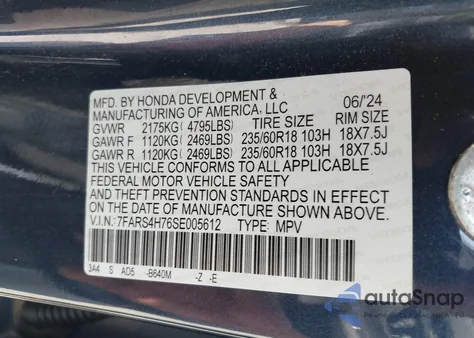 MFD. BY HONDA DEVELOPMENT &
MANUFACTURING OF AMERICA, LLC 06/'24
GVWR 2175KG (4795LBS) TIRE SIZE RIM SIZE
GAWR F 1120KG (2469LBS) 235/60R18 103H 18X7.5J
GAWR R 1120KG (2469LBS) 235/60R18 103H 18X7.5J
THIS VEHICLE CONFORMS TO ALL APPLICABLE
FEDERAL MOTOR VEHICLE SAFETY
AND THEFT PREVENTION STANDARDS IN EFFECT
ON THE DATE OF MANUFACTURE SHOWN ABOVE.
V.I.N: 7FARS4H76SE005612 TYPE: MPV
3A4 S AD5 -B640M -Z -E
autoSnap